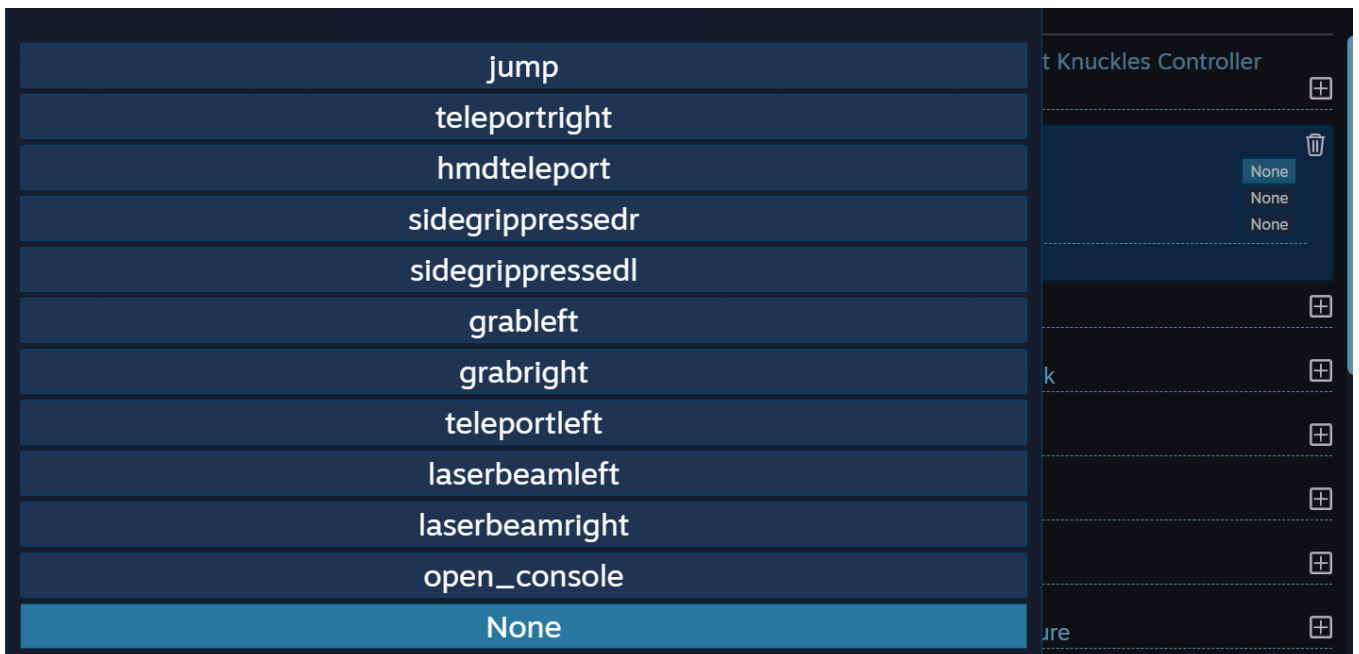 jump
teleportright
hmdteleport
sidegrippressedr
sidegrippressedl
grableft
grabright
teleportleft
laserbeamleft
laserbeamright
open_console
None
t Knuckles Controller
None
None
None
k
ure